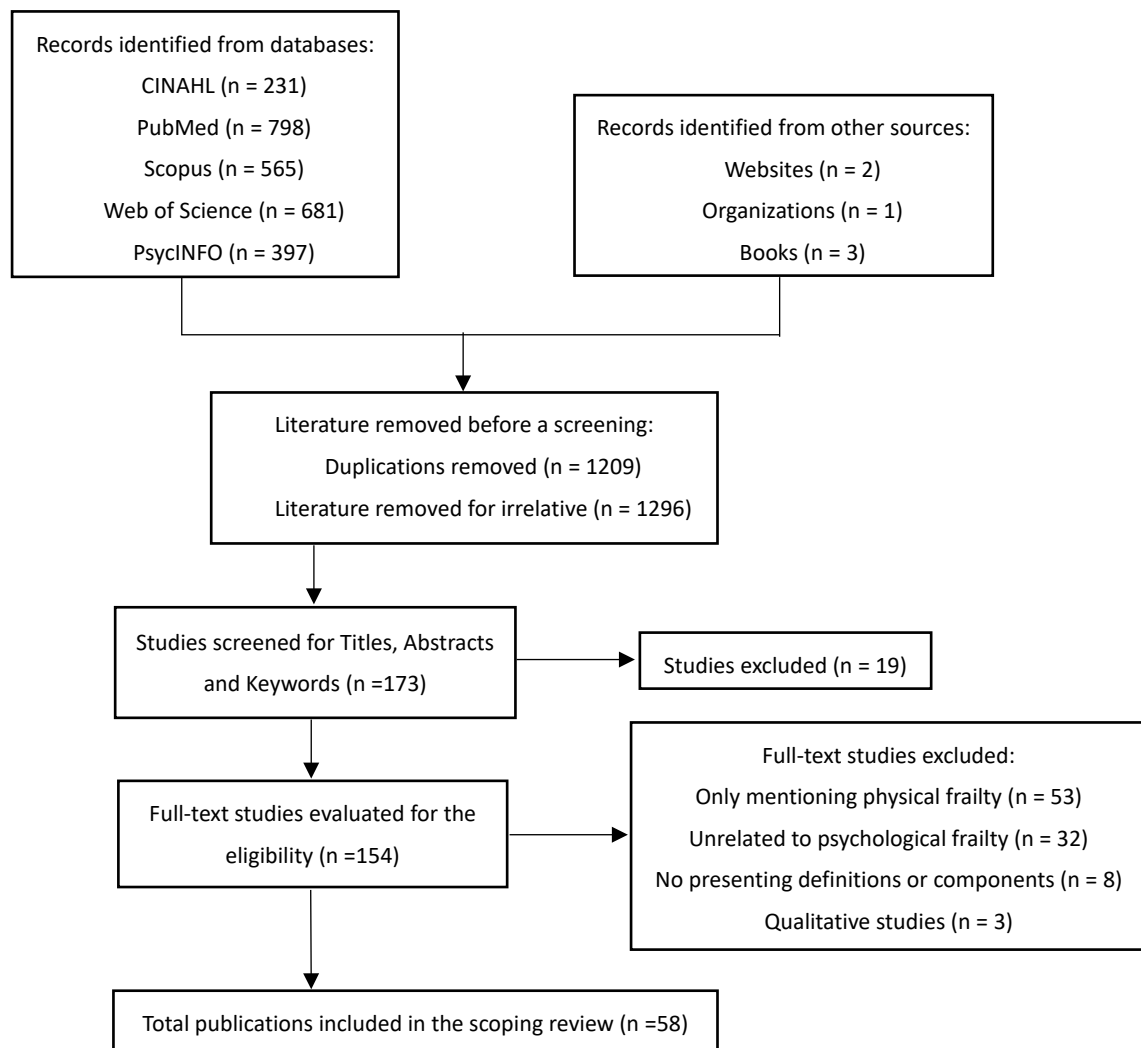 Records identified from databases:
CINAHL (n = 231)
PubMed (n = 798)
Scopus (n = 565)
Web of Science (n = 681)
PsycINFO (n = 397)
Records identified from other sources:
Websites (n = 2)
Organizations (n = 1)
Books (n = 3)
Literature removed before a screening:
Duplications removed (n = 1209)
Literature removed for irrelative (n = 1296)
Studies screened for Titles, Abstracts
and Keywords (n =173)
Studies excluded (n = 19)
Full-text studies evaluated for the
eligibility (n =154)
Full-text studies excluded:
Only mentioning physical frailty (n = 53)
Unrelated to psychological frailty (n = 32)
No presenting definitions or components (n = 8)
Qualitative studies (n = 3)
Total publications included in the scoping review (n =58)